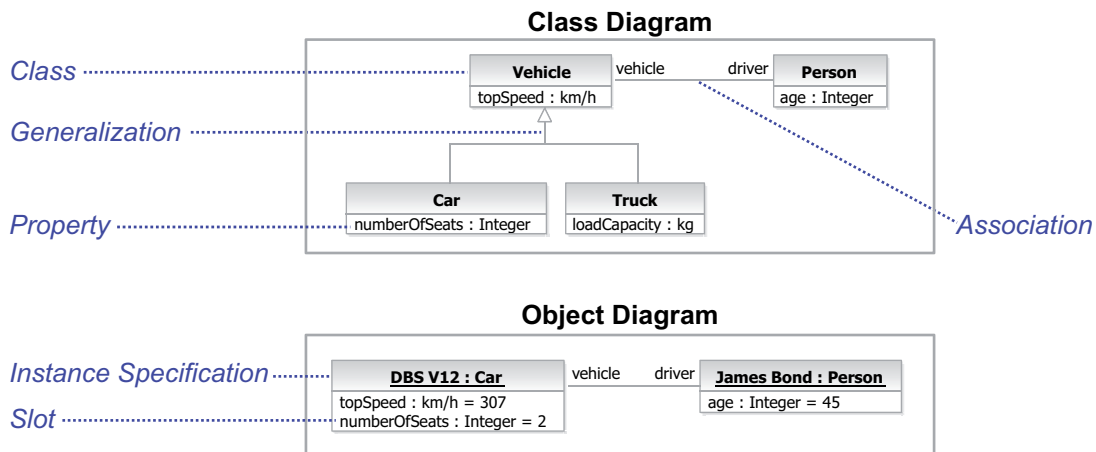 Class Diagram
Class
Vehicle
vehicle driver
Person
topSpeed : km/h
age : Integer
Generalization
Car
Truck
Property
numberOfSeats : Integer
loadCapacity : kg
Association
Object Diagram
Instance Specification
DBS V12 : Car
vehicle driver
James Bond : Person
topSpeed : km/h = 307
age : Integer = 45
Slot
numberOfSeats : Integer = 2